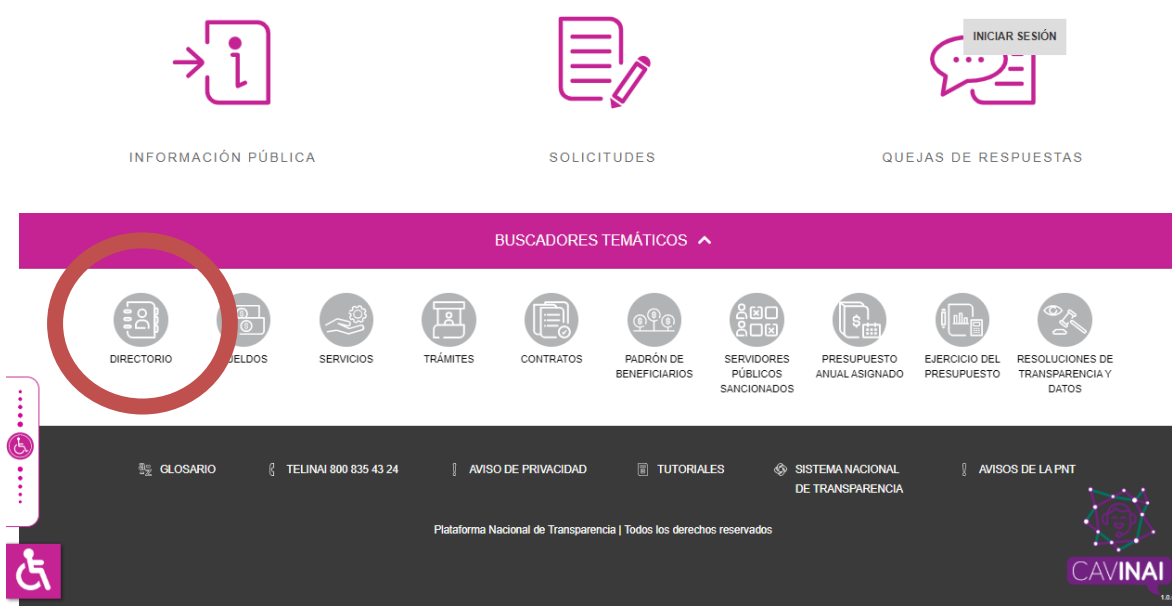 INICIAR SESIÓN
INFORMACIÓN PÚBLICA
SOLICITUDES
QUEJAS DE RESPUESTAS
BUSCADORES TEMÁTICOS
DIRECTORIO
ELDOS
SERVICIOS
TRÁMITES
CONTRATOS
PADRÓN DE
BENEFICIARIOS
SERVIDORES
PÚBLICOS
SANCIONADOS
PRESUPUESTO
ANUAL ASIGNADO
EJERCICIO DEL
PRESUPUESTO
RESOLUCIONES DE
TRANSPARENCIA Y
DATOS
GLOSARIO
TELINAI 800 835 43 24
AVISO DE PRIVACIDAD
TUTORIALES
SISTEMA NACIONAL
DE TRANSPARENCIA
AVISOS DE LA PNT
Plataforma Nacional de Transparencia | Todos los derechos reservados
CAVINAI
1.0.